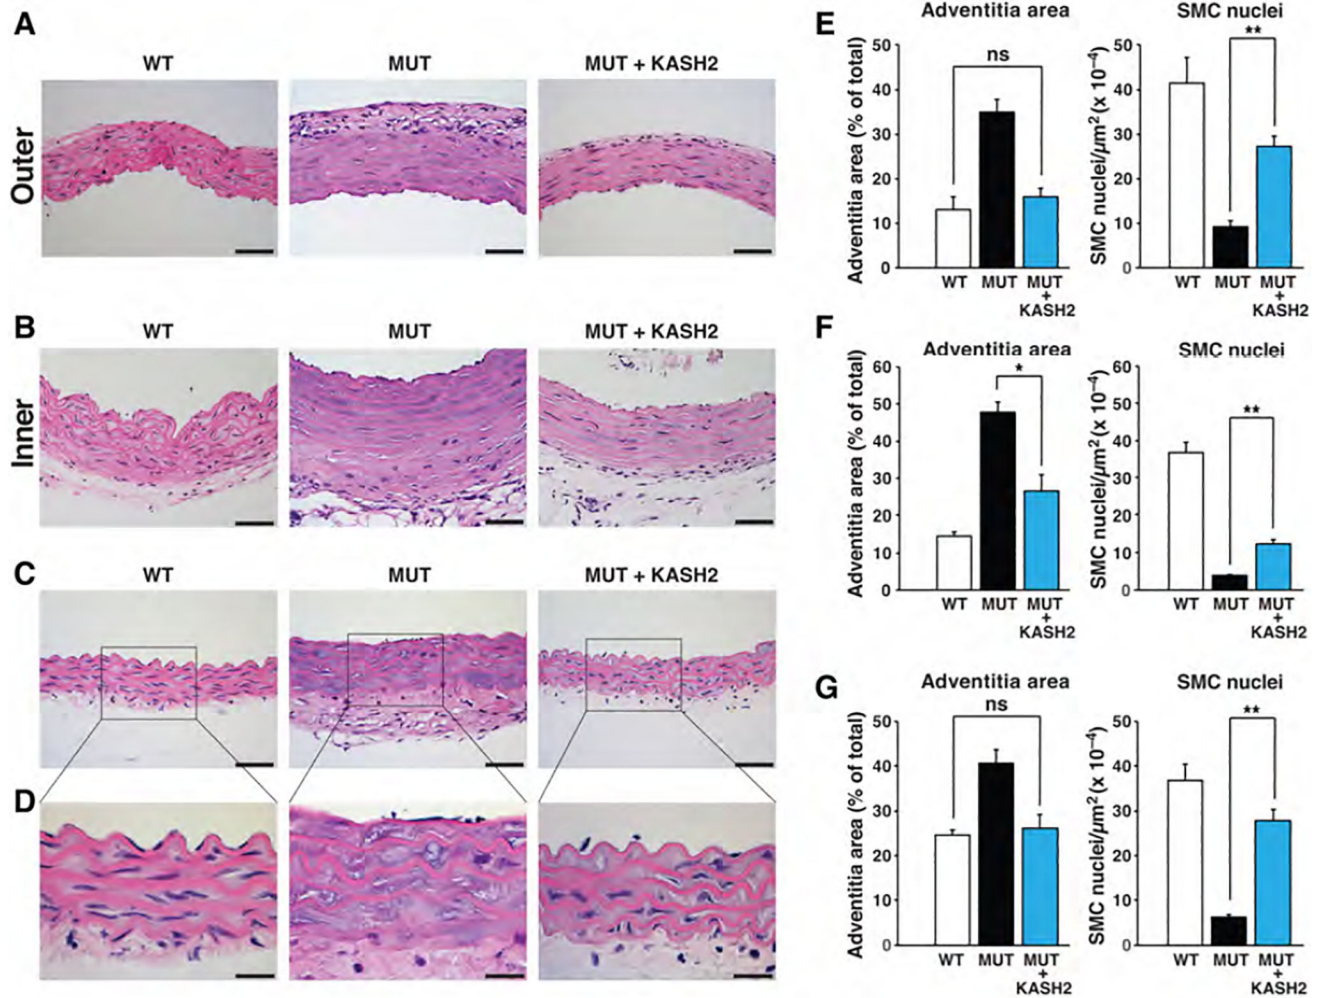 A
WT
MUT
MUT + KASH2
Outer
B
WT
MUT
MUT + KASH2
Inner
C
WT
MUT
MUT + KASH2
D
E
Adventitia area
Adventitia area (% of total)
50
40
30
20
10
0
ns
WT
MUT
MUT
+
KASH2
SMC nuclei
SMC nuclei/µm² (x 10⁻⁴)
50
40
30
20
10
0
**
WT
MUT
MUT
+
KASH2
F
Adventitia area
Adventitia area (% of total)
60
50
40
30
20
10
0
*
WT
MUT
MUT
+
KASH2
SMC nuclei
SMC nuclei/µm² (x 10⁻⁴)
60
50
40
30
20
10
0
**
WT
MUT
MUT
+
KASH2
G
Adventitia area
Adventitia area (% of total)
50
40
30
20
10
0
ns
WT
MUT
MUT
+
KASH2
SMC nuclei
SMC nuclei/µm² (x 10⁻⁴)
50
40
30
20
10
0
**
WT
MUT
MUT
+
KASH2